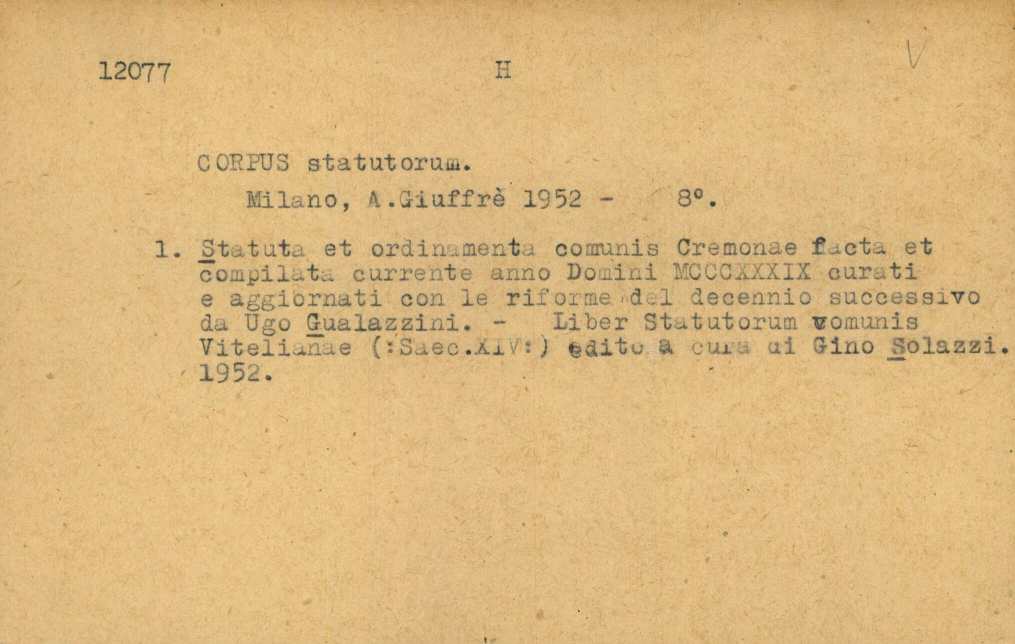 12077 H V
CORPUS statutorum.
Milano, A.Giuffrè 1952 - 8°.
1. Statuta et ordinamenta comunis Cremonae facta et
compilata currente anno Domini MCCCXXXIX curati
e aggiornati con le riforme del decennio successivo
da Ugo Gualazzini. - Liber Statutorum vomunis
Vitelianae (:Saec.XIV:) edito a cura di Gino Solazzi.
1952.